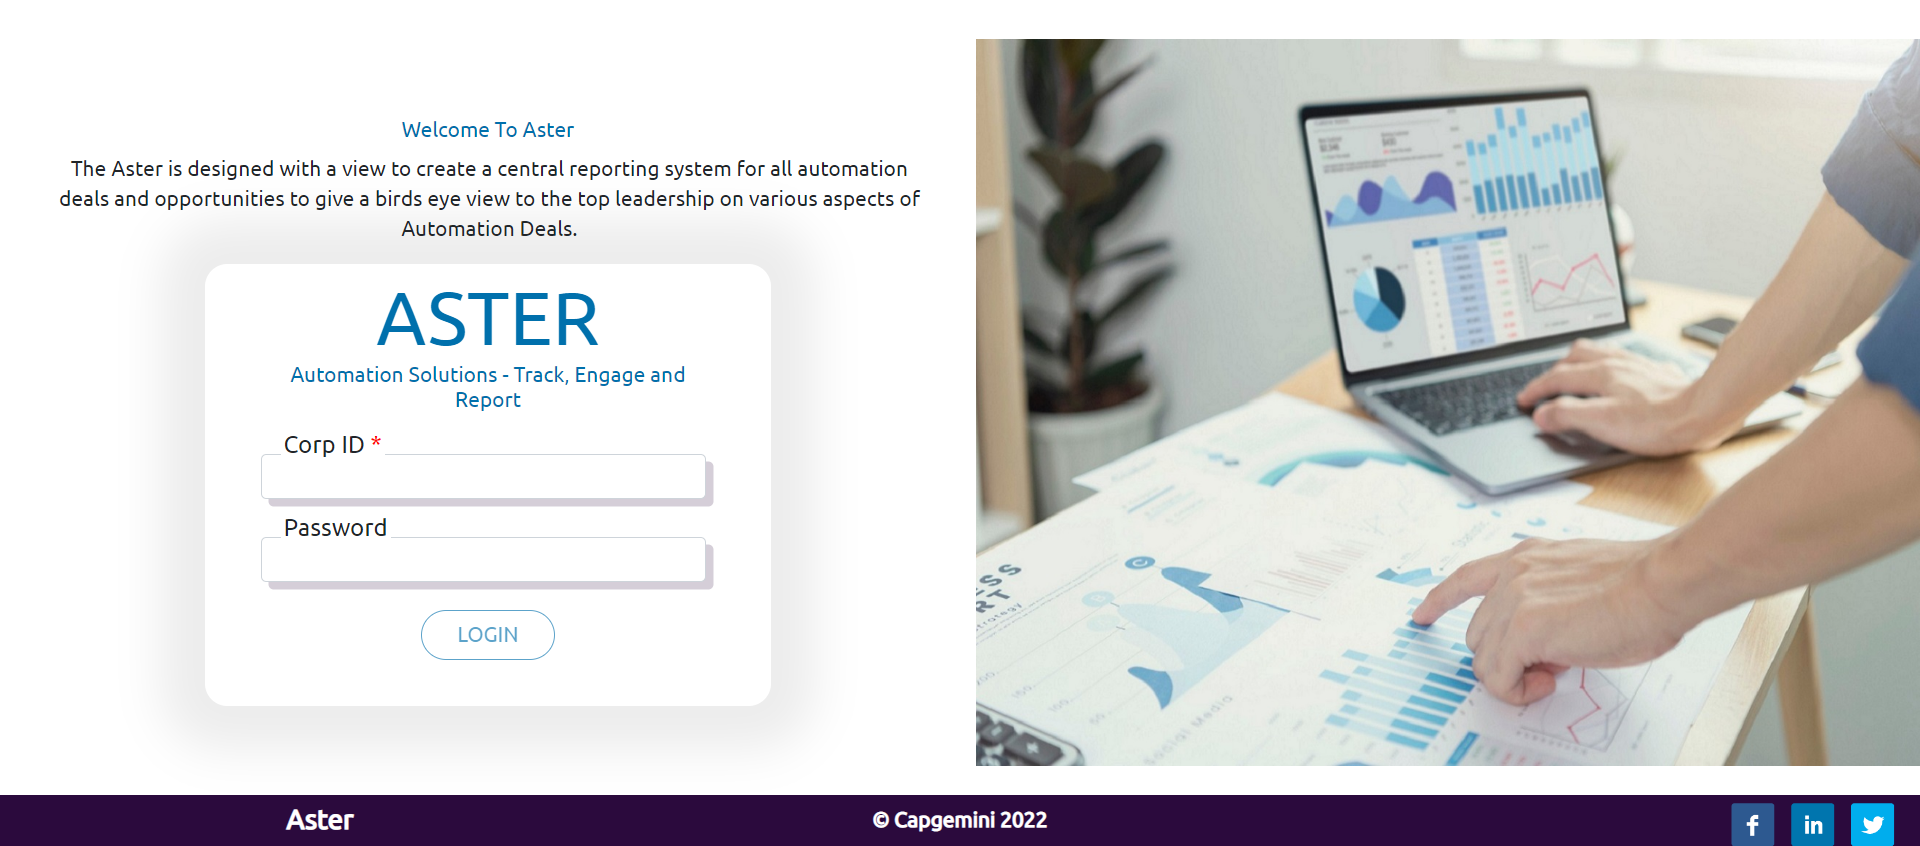 Welcome To Aster
The Aster is designed with a view to create a central reporting system for all automation
deals and opportunities to give a birds eye view to the top leadership on various aspects of
Automation Deals.
ASTER
Automation Solutions - Track, Engage and
Report
Corp ID *
Password
LOGIN
Social Media
Aster
© Capgemini 2022